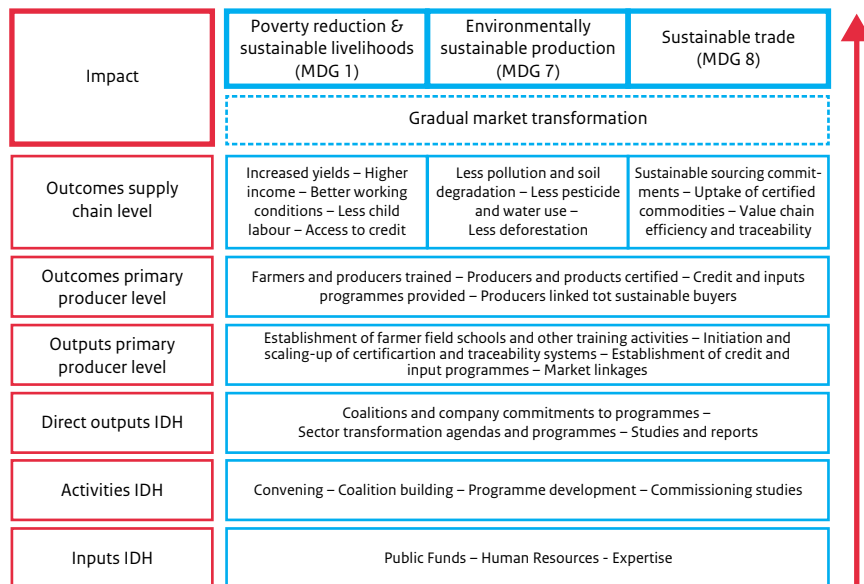 Impact
Poverty reduction &
sustainable livelihoods
(MDG 1)
Environmentally
sustainable production
(MDG 7)
Sustainable trade
(MDG 8)
Gradual market transformation
Outcomes supply
chain level
Increased yields – Higher
income – Better working
conditions – Less child
labour – Access to credit
Less pollution and soil
degradation – Less pesticide
and water use –
Less deforestation
Sustainable sourcing commit-
ments – Uptake of certified
commodities – Value chain
efficiency and traceability
Outcomes primary
producer level
Farmers and producers trained – Producers and products certified – Credit and inputs
programmes provided – Producers linked tot sustainable buyers
Outputs primary
producer level
Establishment of farmer field schools and other training activities – Initiation and
scaling-up of certificartion and traceability systems – Establishment of credit and
input programmes – Market linkages
Direct outputs IDH
Coalitions and company commitments to programmes –
Sector transformation agendas and programmes – Studies and reports
Activities IDH
Convening – Coalition building – Programme development – Commissioning studies
Inputs IDH
Public Funds – Human Resources - Expertise